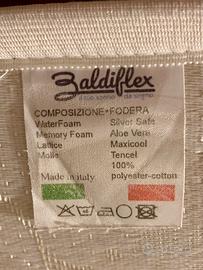 Baldiflex
il tuo sonno da sogno
COMPOSIZIONE•FODERA
WaterFoam Silver Safe
Memory Foam Aloe Vera
Lattice Maxicool
Molle Tencel
100%
Made in italy polyester-cotton